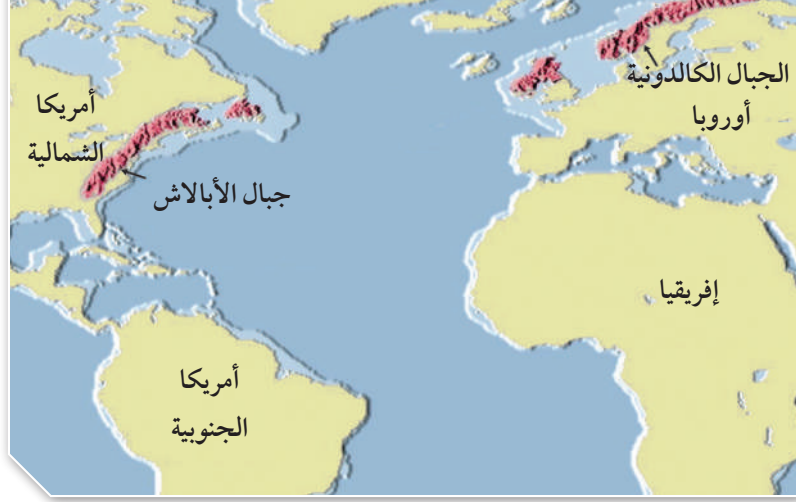 الجبال الكالدونية
أوروبا
أمريكا
الشمالية
جبال الأبالاش
إفريقيا
أمريكا
الجنوبية